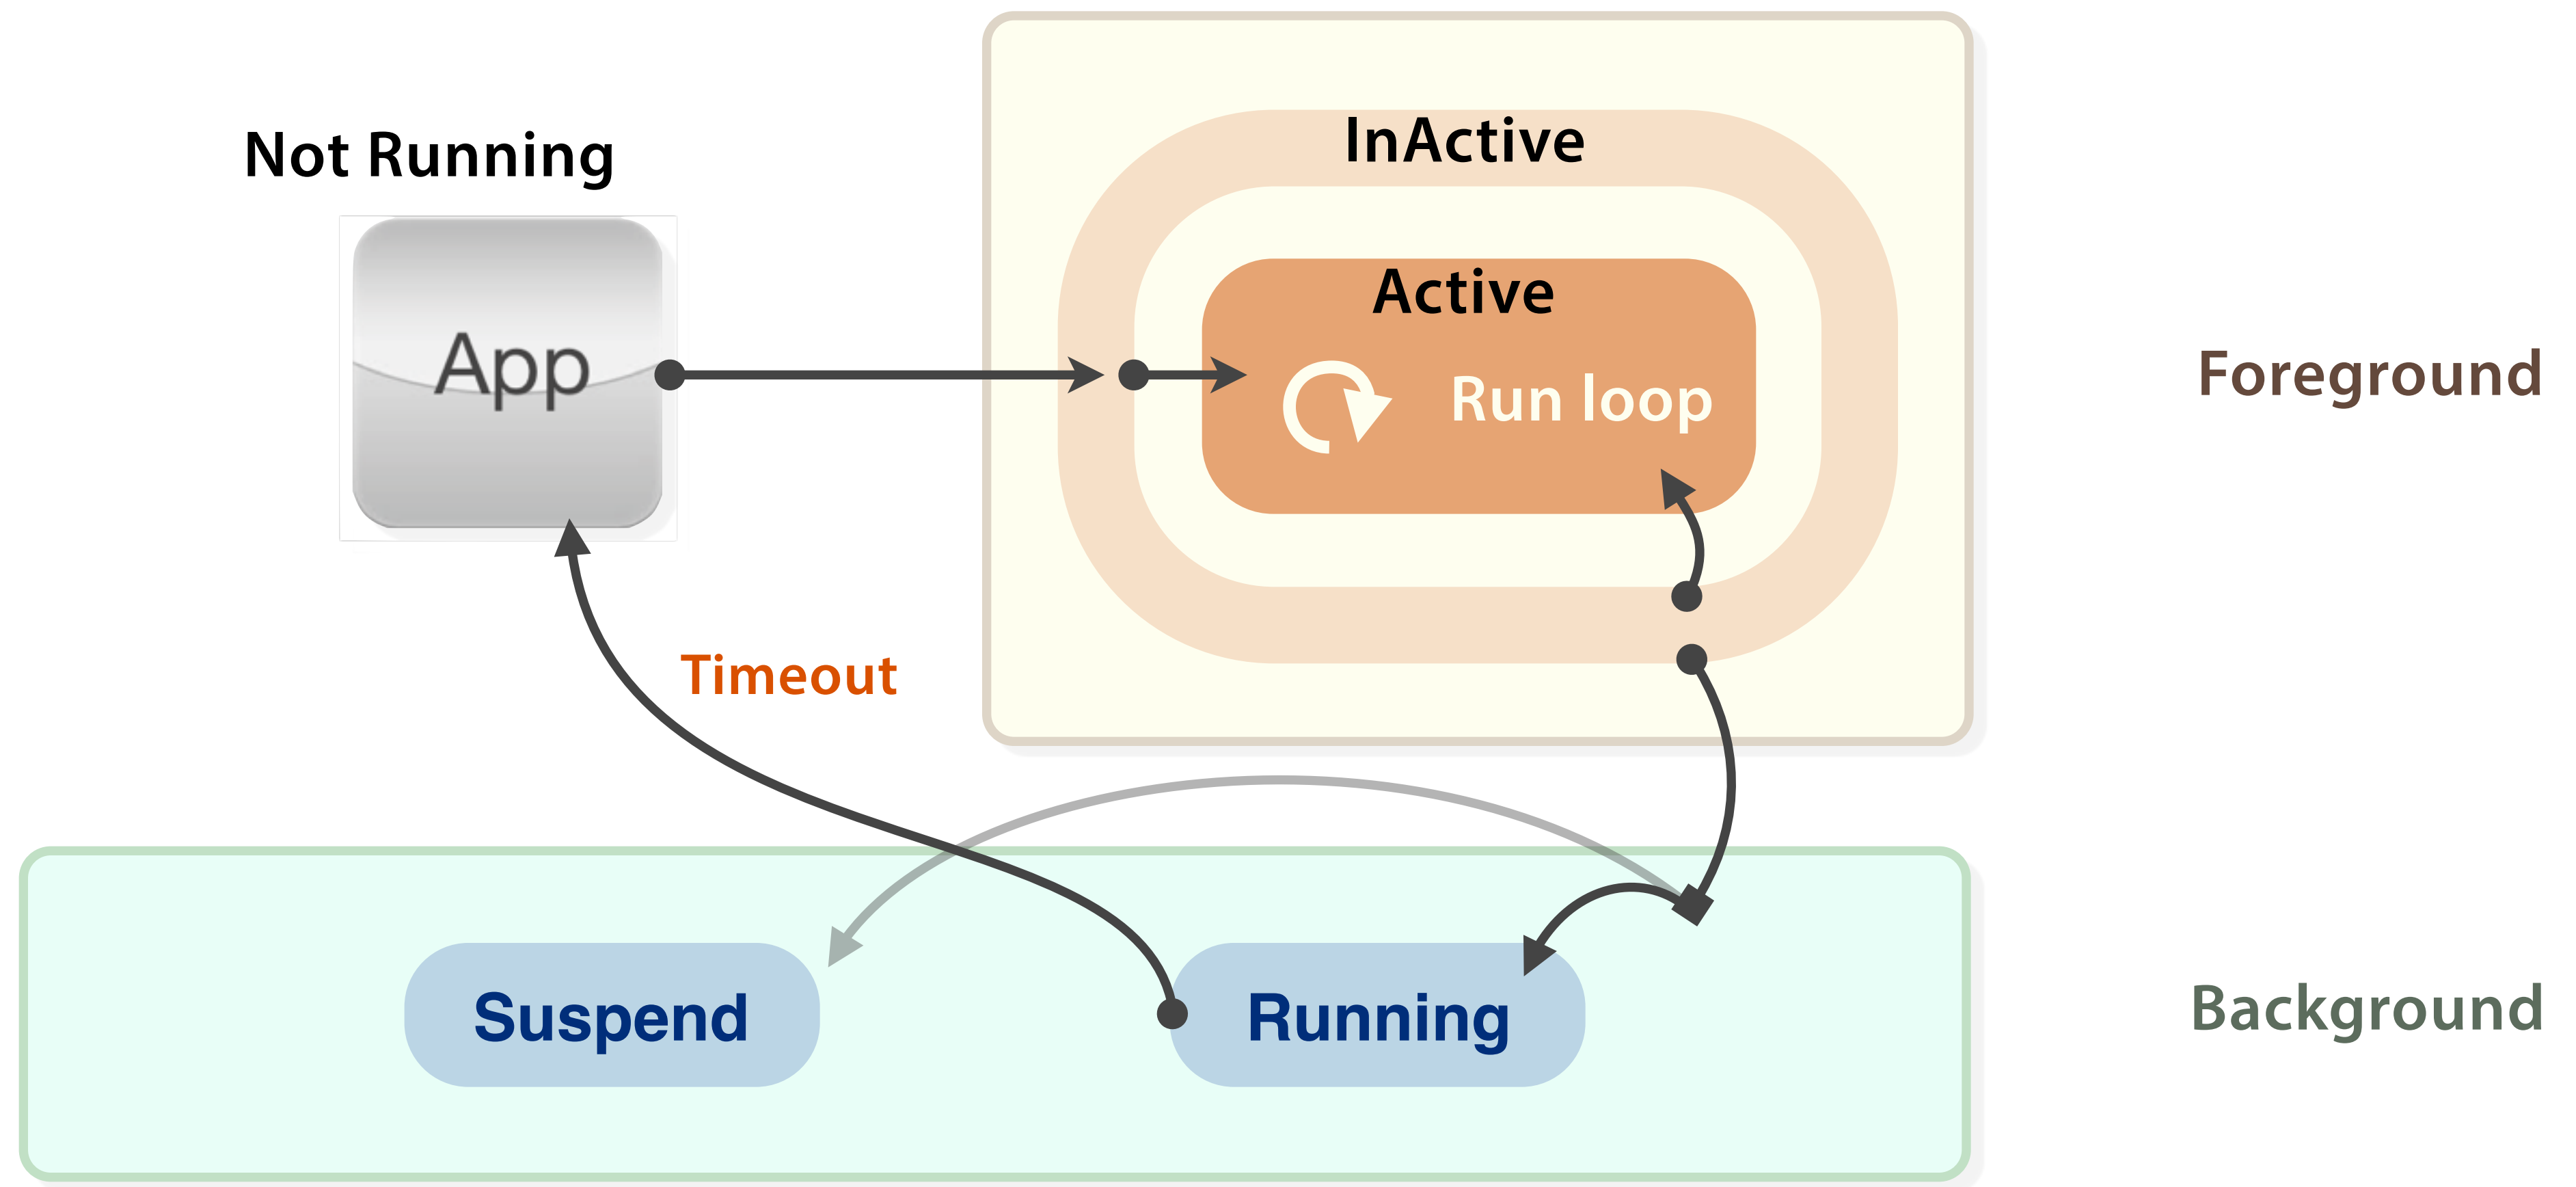 Not Running
App
InActive
Active
Run loop
Foreground
Timeout
Suspend
Running
Background